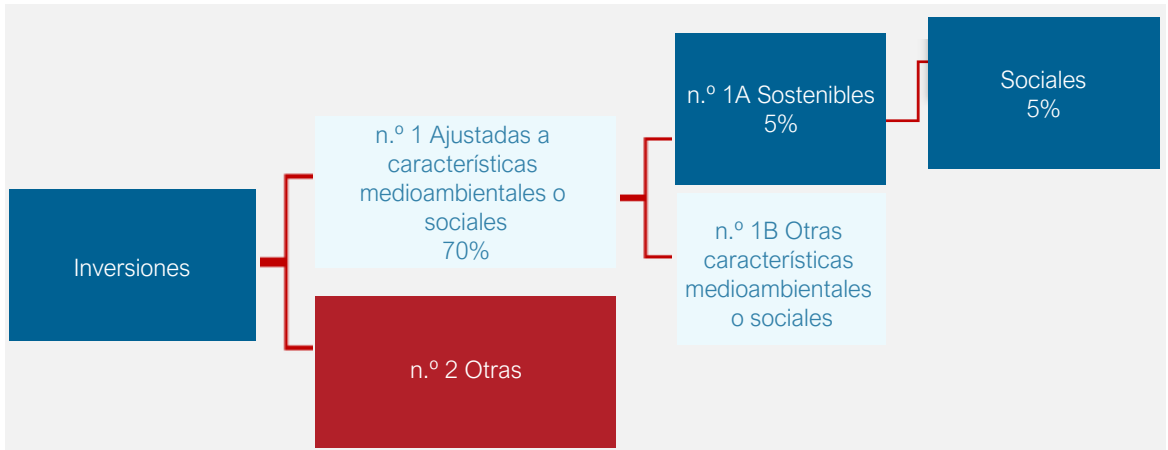 Inversiones
n.º 1 Ajustadas a
características
medioambientales o
sociales
70%
n.º 2 Otras
n.º 1A Sostenibles
5%
n.º 1B Otras
características
medioambientales
o sociales
Sociales
5%